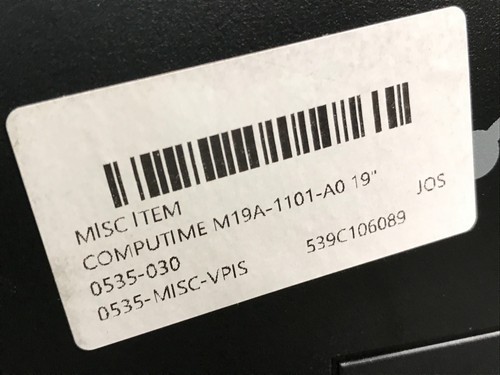 MISC ITEM
COMPUTIME M19A-1101-A0 19"
0535-030 JOS
0535-MISC-VPIS 539C106089